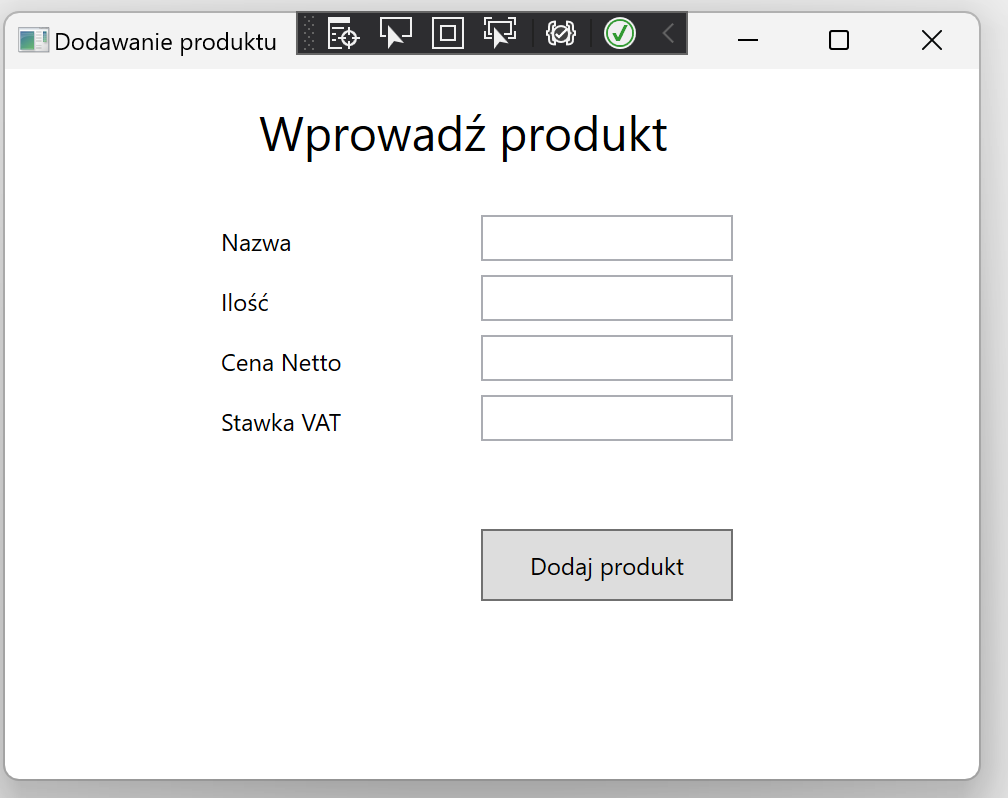 Dodawanie produktu
Wprowadź produkt
Nazwa
Ilość
Cena Netto
Stawka VAT
Dodaj produkt